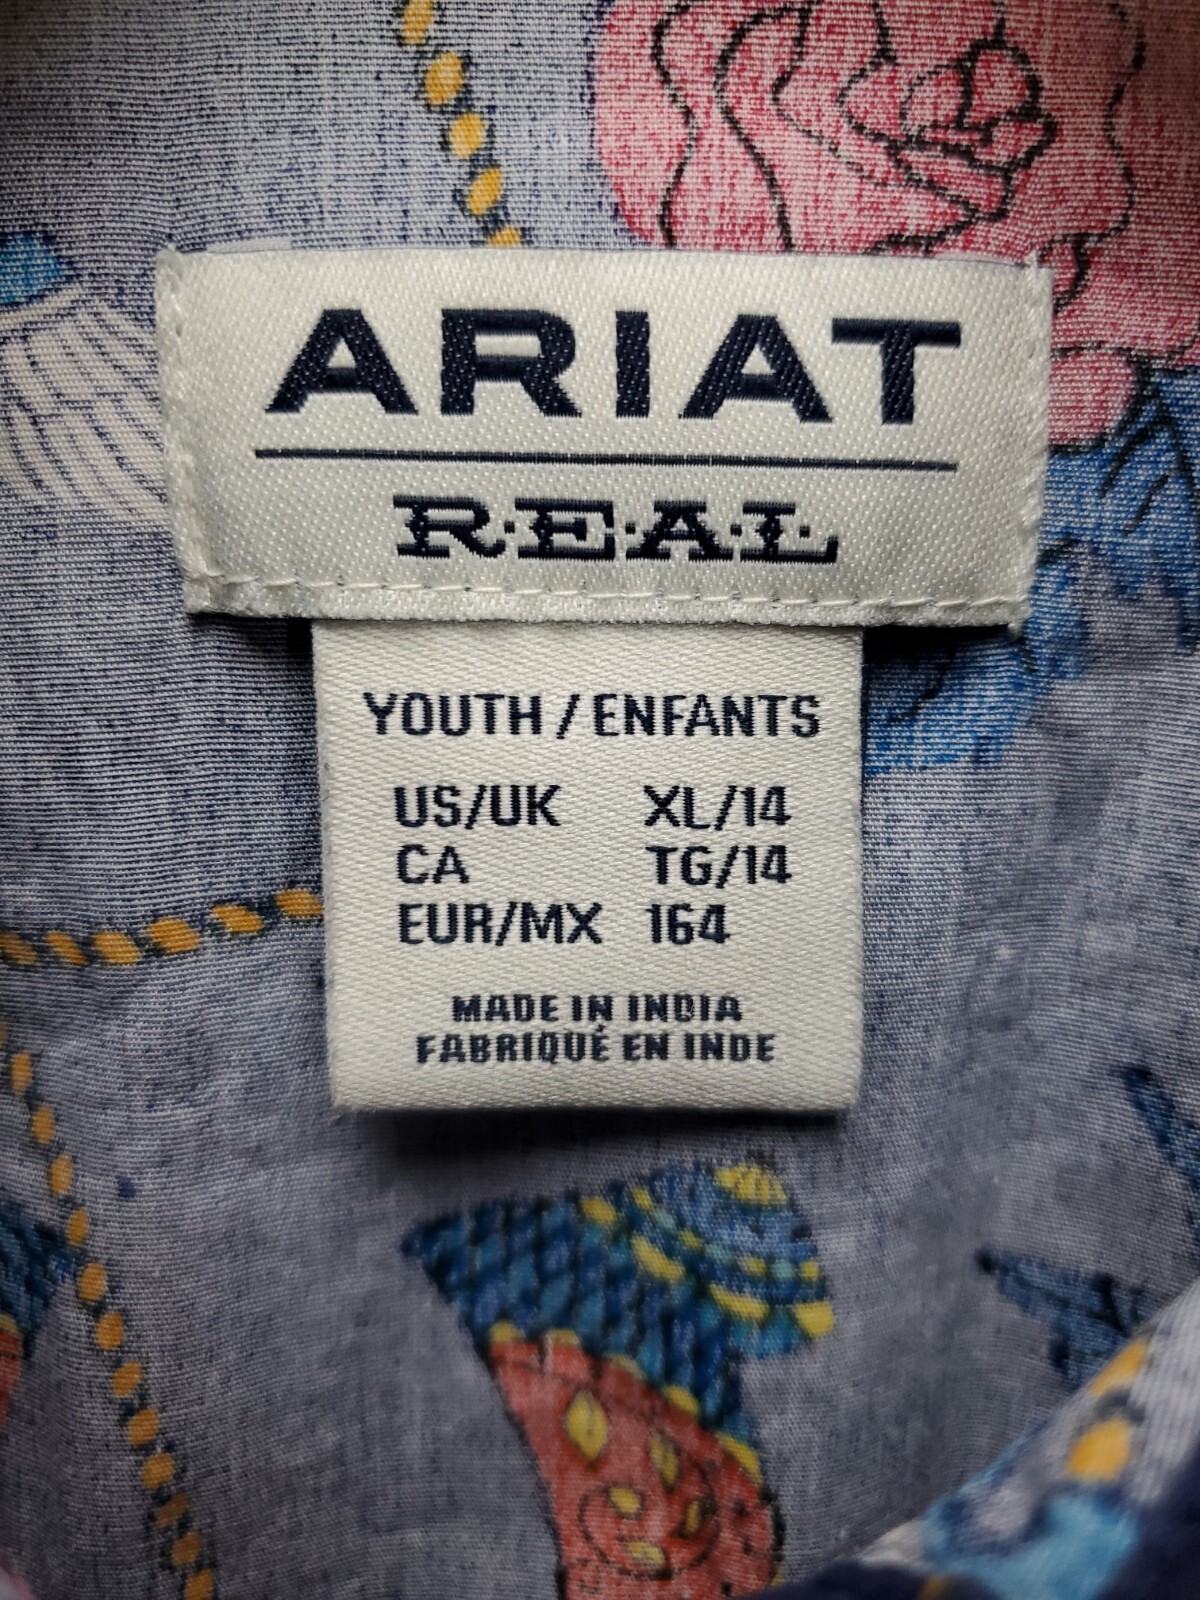 ARIAT
R·E·A·L
YOUTH / ENFANTS
US/UK XL/14
CA TG/14
EUR/MX 164
MADE IN INDIA
FABRIQUÉ EN INDE